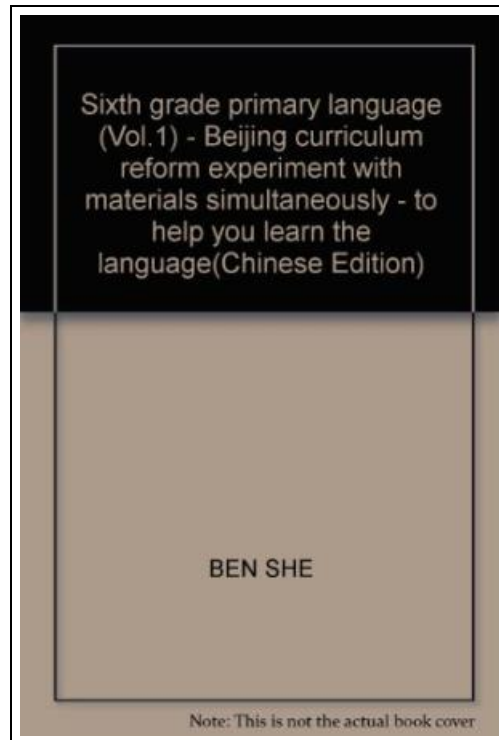 Sixth grade primary language
(Vol.1) - Beijing curriculum
reform experiment with
materials simultaneously - to
help you learn the
language(Chinese Edition)
BEN SHE
Note: This is not the actual book cover